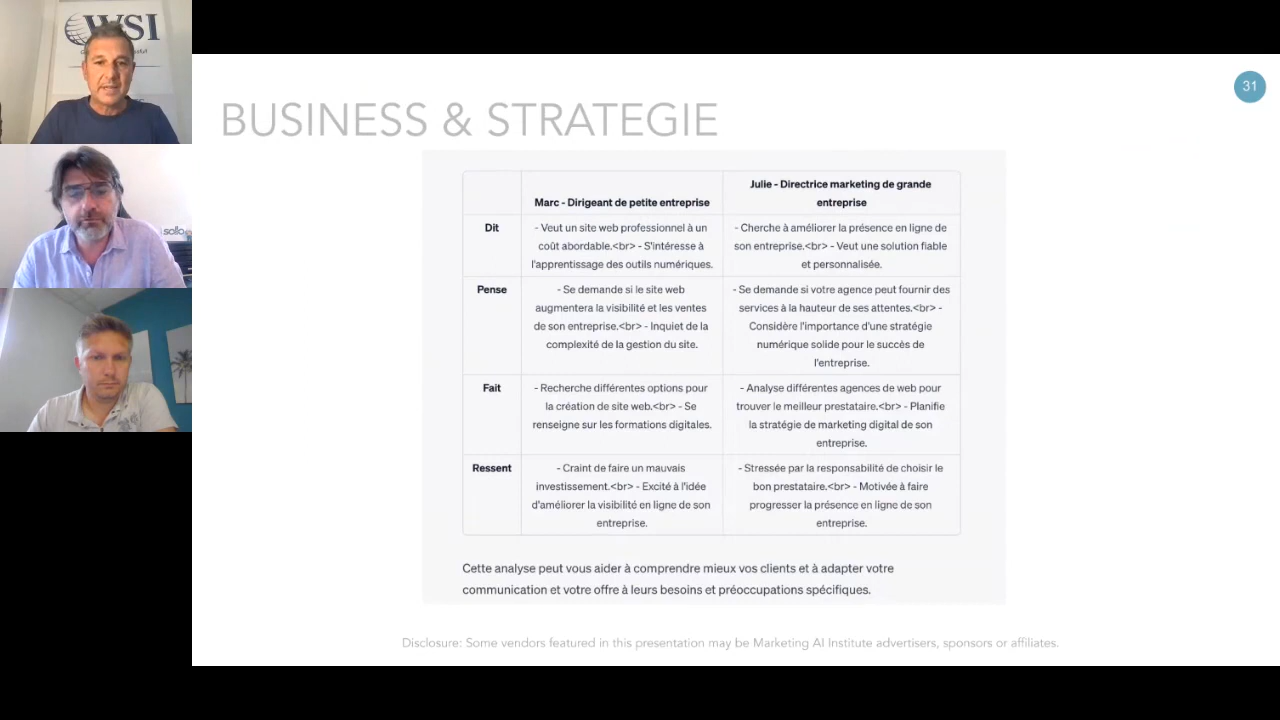 WSI
sollo
31
BUSINESS & STRATEGIE
Marc - Dirigeant de petite entreprise
Julie - Directrice marketing de grande
entreprise
Dit
- Veut un site web professionnel à un
coût abordable.<br> - S'intéresse à
l'apprentissage des outils numériques.
- Cherche à améliorer la présence en ligne de
son entreprise.<br> - Veut une solution fiable
et personnalisée.
Pense
- Se demande si le site web
augmentera la visibilité et les ventes
de son entreprise.<br> - Inquiet de la
complexité de la gestion du site.
- Se demande si votre agence peut fournir des
services à la hauteur de ses attentes.<br> -
Considère l'importance d'une stratégie
numérique solide pour le succès de
l'entreprise.
Fait
- Recherche différentes options pour
la création de site web.<br> - Se
renseigne sur les formations digitales.
- Analyse différentes agences de web pour
trouver le meilleur prestataire.<br> - Planifie
la stratégie de marketing digital de son
entreprise.
Ressent
- Craint de faire un mauvais
investissement.<br> - Excité à l'idée
d'améliorer la visibilité en ligne de son
entreprise.
- Stressée par la responsabilité de choisir le
bon prestataire.<br> - Motivée à faire
progresser la présence en ligne de son
entreprise.
Cette analyse peut vous aider à comprendre mieux vos clients et à adapter votre
communication et votre offre à leurs besoins et préoccupations spécifiques.
Disclosure: Some vendors featured in this presentation may be Marketing AI Institute advertisers, sponsors or affiliates.